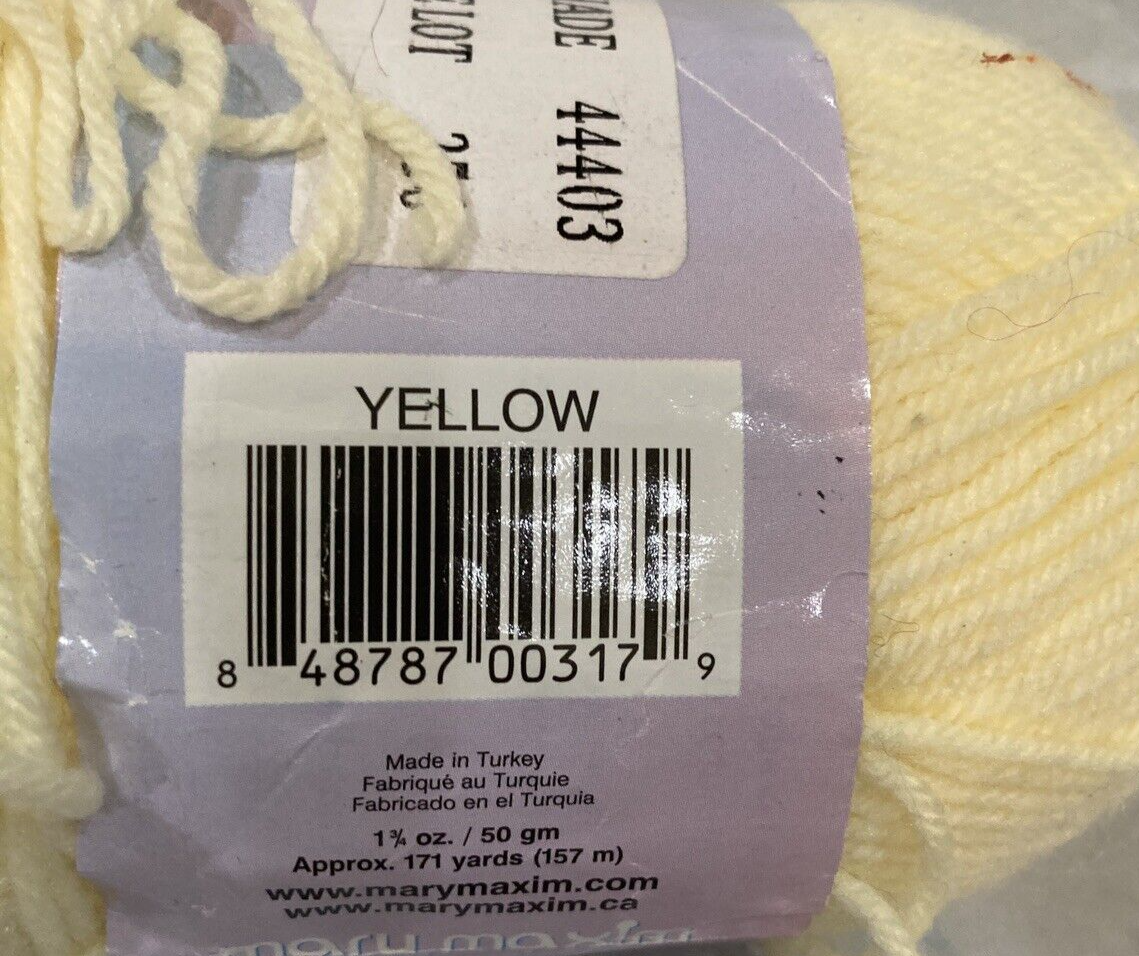 44403
LOT
YELLOW
8 48787 00317 9
Made in Turkey
Fabriqué au Turquie
Fabricado en el Turquia
1¾ oz. / 50 gm
Approx. 171 yards (157 m)
www.marymaxim.com
www.marymaxim.ca